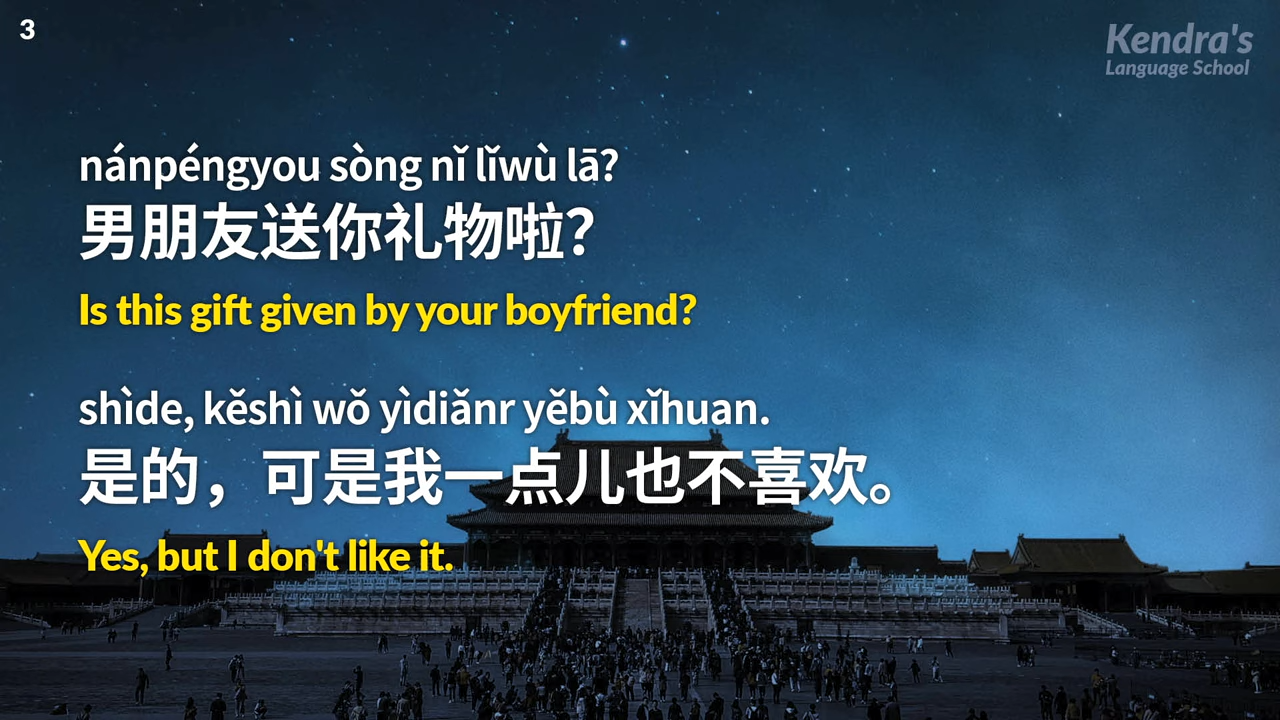 3
Kendra's
Language School
nánpéngyou sòng nǐ lǐwù lā?
男朋友送你礼物啦？
Is this gift given by your boyfriend?
shìde, kěshì wǒ yìdiǎnr yěbù xǐhuan.
是的，可是我一点儿也不喜欢。
Yes, but I don't like it.